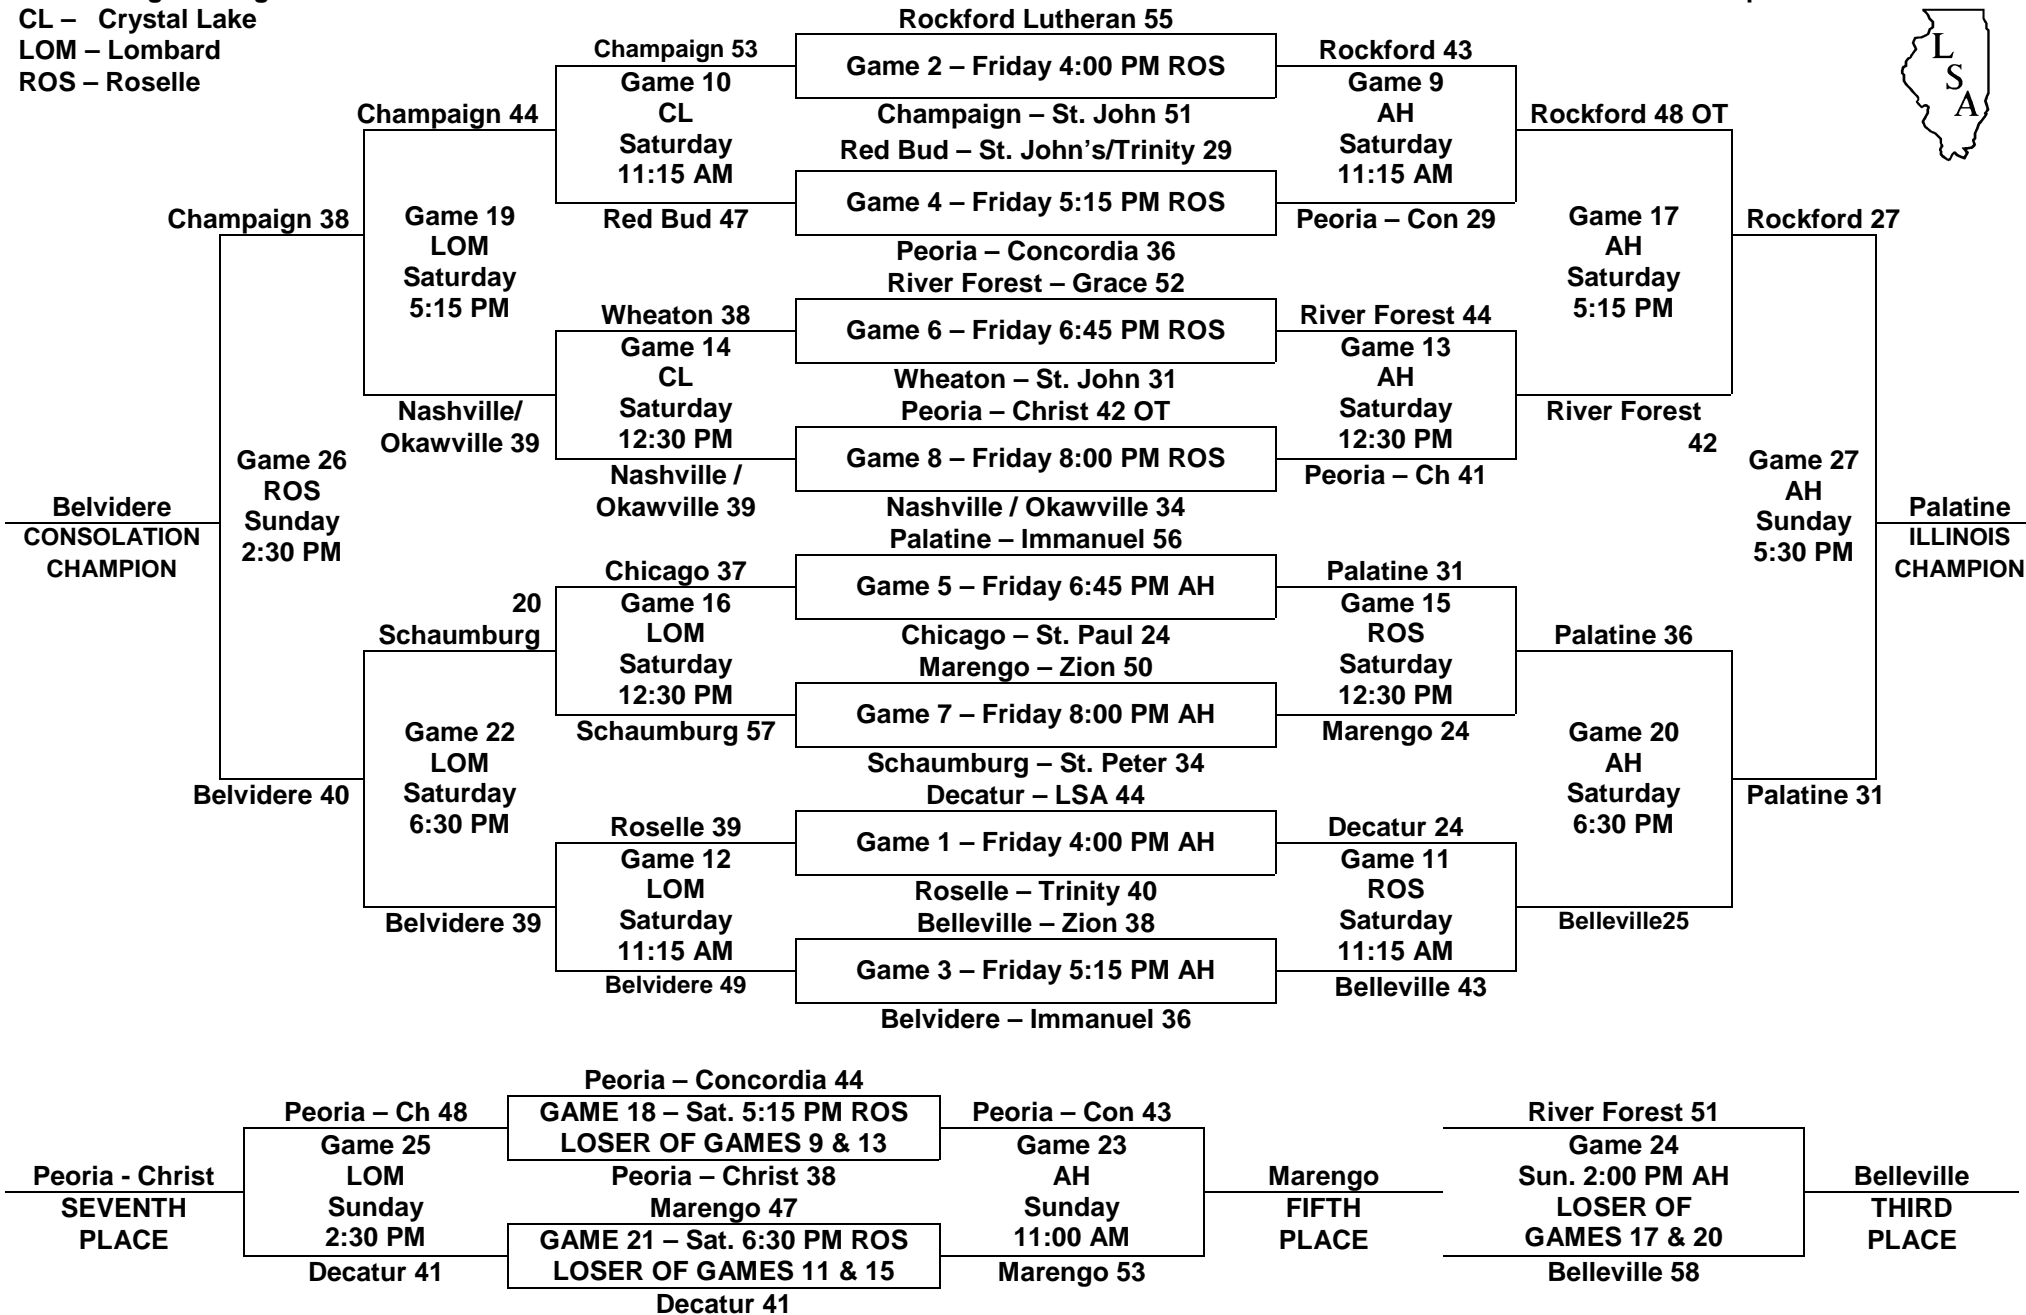 CL – Crystal Lake
LOM – Lombard
ROS – Roselle
L
S
A
Rockford Lutheran 55
Game 2 – Friday 4:00 PM ROS
Champaign – St. John 51
Red Bud – St. John's/Trinity 29
Game 4 – Friday 5:15 PM ROS
Peoria – Concordia 36
River Forest – Grace 52
Game 6 – Friday 6:45 PM ROS
Wheaton – St. John 31
Peoria – Christ 42 OT
Game 8 – Friday 8:00 PM ROS
Nashville / Okawville 34
Palatine – Immanuel 56
Game 5 – Friday 6:45 PM AH
Chicago – St. Paul 24
Marengo – Zion 50
Game 7 – Friday 8:00 PM AH
Schaumburg – St. Peter 34
Decatur – LSA 44
Game 1 – Friday 4:00 PM AH
Roselle – Trinity 40
Belleville – Zion 38
Game 3 – Friday 5:15 PM AH
Belvidere – Immanuel 36
Champaign 53
Game 10
CL
Saturday
11:15 AM
Red Bud 47
Wheaton 38
Game 14
CL
Saturday
12:30 PM
Nashville /
Okawville 39
Chicago 37
Game 16
LOM
Saturday
12:30 PM
Schaumburg 57
Roselle 39
Game 12
LOM
Saturday
11:15 AM
Belvidere 49
Champaign 44
Game 19
LOM
Saturday
5:15 PM
Nashville/
Okawville 39
20
Schaumburg
Game 22
LOM
Saturday
6:30 PM
Belvidere 39
Champaign 38
Game 26
ROS
Sunday
2:30 PM
Belvidere 40
Belvidere
CONSOLATION
CHAMPION
Rockford 43
Game 9
AH
Saturday
11:15 AM
Peoria – Con 29
River Forest 44
Game 13
AH
Saturday
12:30 PM
Peoria – Ch 41
Palatine 31
Game 15
ROS
Saturday
12:30 PM
Marengo 24
Decatur 24
Game 11
ROS
Saturday
11:15 AM
Belleville 43
Rockford 48 OT
Game 17
AH
Saturday
5:15 PM
River Forest
42
Palatine 36
Game 20
AH
Saturday
6:30 PM
Belleville25
Rockford 27
Game 27
AH
Sunday
5:30 PM
Palatine 31
Palatine
ILLINOIS
CHAMPION
Peoria – Concordia 44
GAME 18 – Sat. 5:15 PM ROS
LOSER OF GAMES 9 & 13
Peoria – Christ 38
Marengo 47
GAME 21 – Sat. 6:30 PM ROS
LOSER OF GAMES 11 & 15
Decatur 41
Peoria – Ch 48
Game 25
LOM
Sunday
2:30 PM
Decatur 41
Peoria - Christ
SEVENTH
PLACE
Peoria – Con 43
Game 23
AH
Sunday
11:00 AM
Marengo 53
Marengo
FIFTH
PLACE
River Forest 51
Game 24
Sun. 2:00 PM AH
LOSER OF
GAMES 17 & 20
Belleville 58
Belleville
THIRD
PLACE